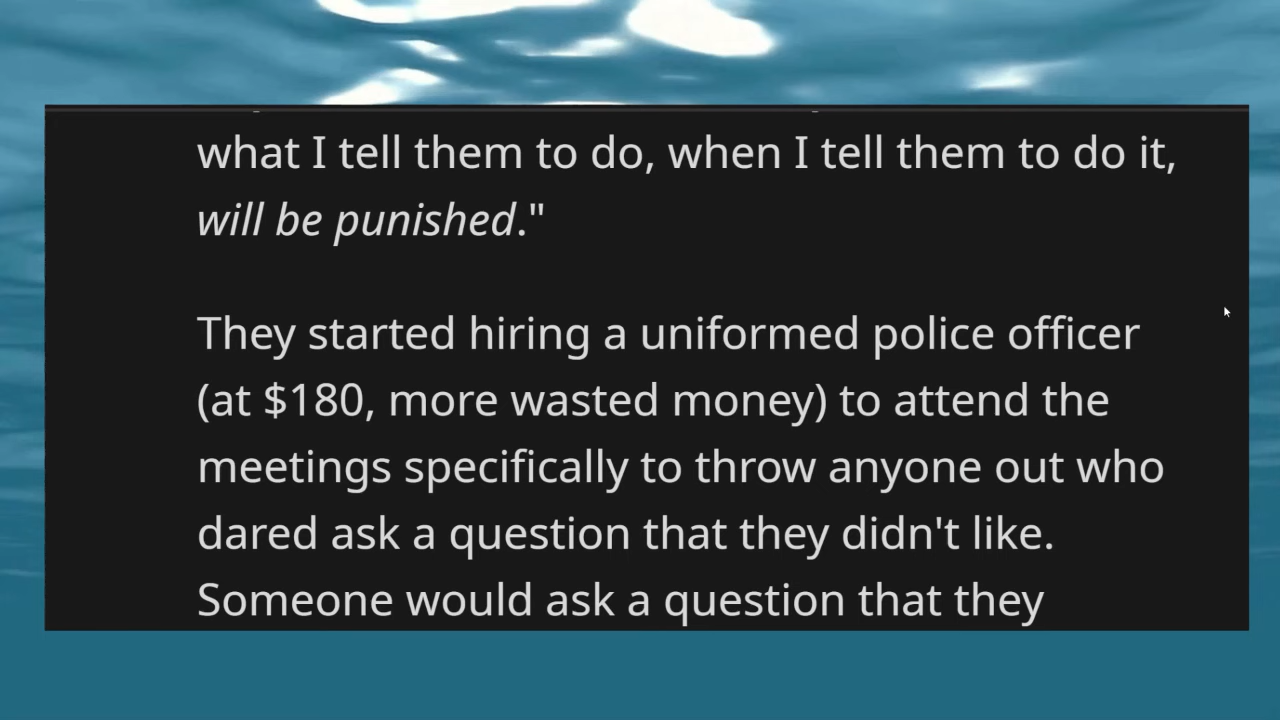 what I tell them to do, when I tell them to do it,
will be punished."
They started hiring a uniformed police officer
(at $180, more wasted money) to attend the
meetings specifically to throw anyone out who
dared ask a question that they didn't like.
Someone would ask a question that they